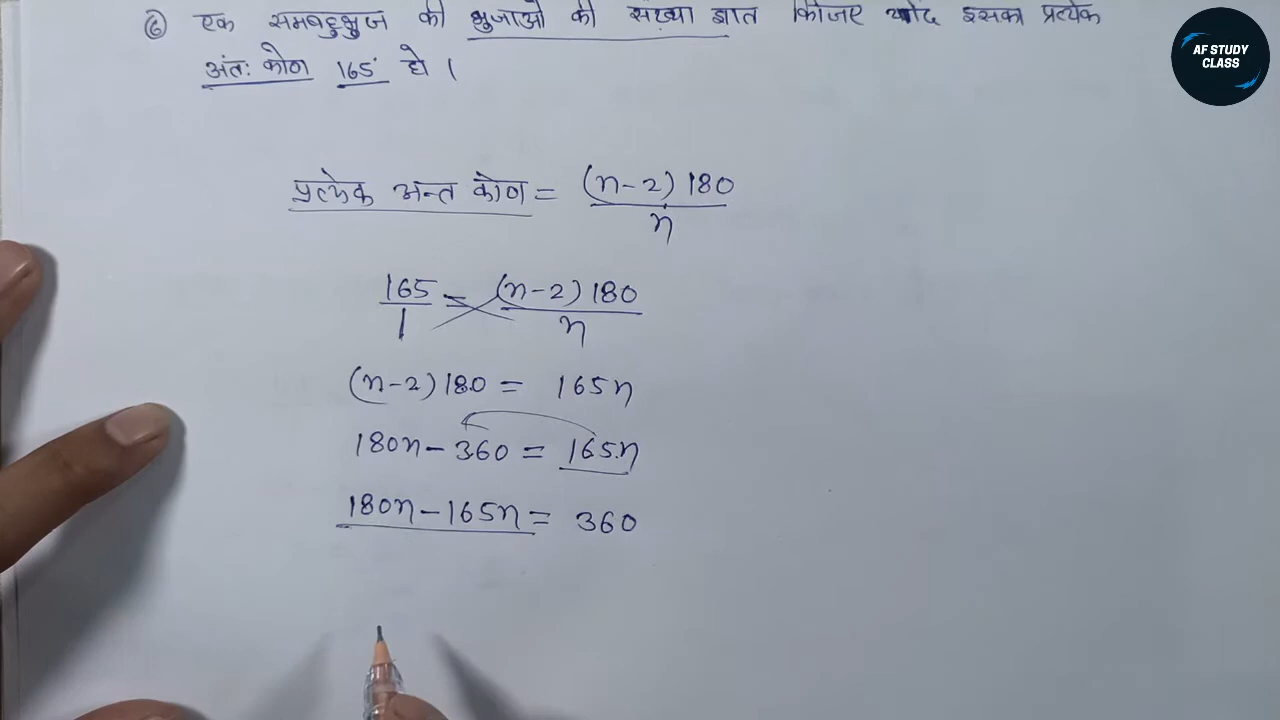 ⑥ एक समबहुभुज की भुजाओं की संख्या ज्ञात किजिए यदि इसका प्रत्येक
अंतः कोण 165° हो ।
AF STUDY
CLASS
प्रत्येक अन्त कोण = (n-2) 180 / n
165 / 1 = (n-2) 180 / n
(n-2) 180 = 165n
180n - 360 = 165n
180n - 165n = 360